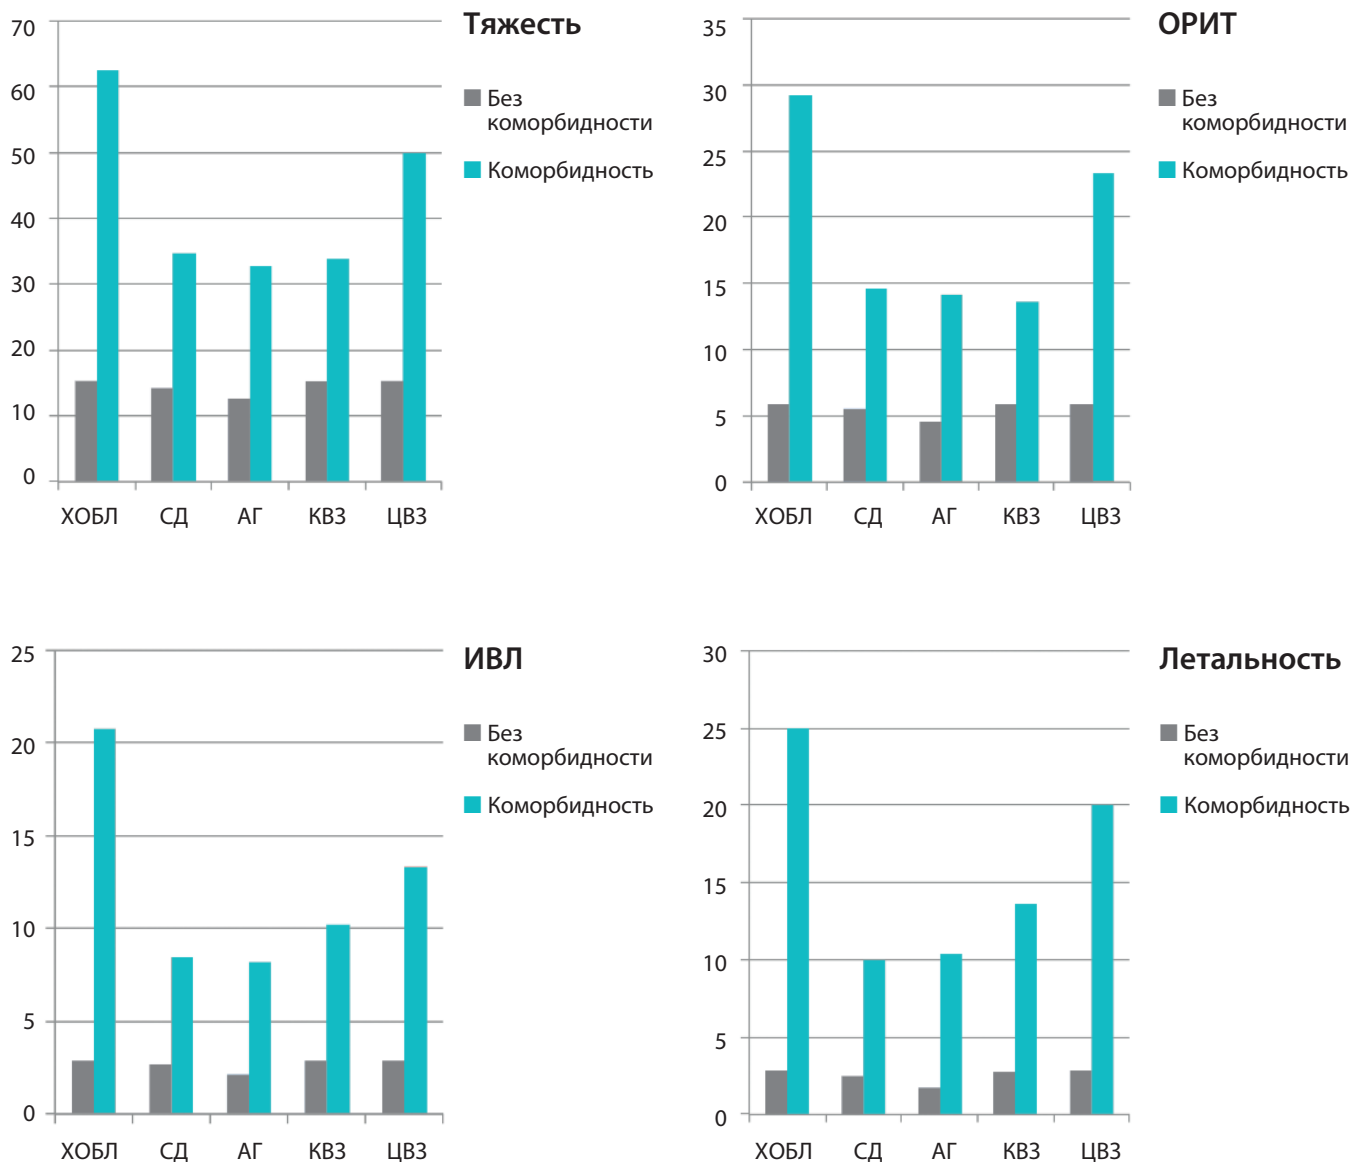 Тяжесть
70
60
50
40
30
20
10
0
ХОБЛ СД АГ КВЗ ЦВЗ
Без
коморбидности
Коморбидность
ОРИТ
35
30
25
20
15
10
5
0
ХОБЛ СД АГ КВЗ ЦВЗ
Без
коморбидности
Коморбидность
ИВЛ
25
20
15
10
5
0
ХОБЛ СД АГ КВЗ ЦВЗ
Без
коморбидности
Коморбидность
Летальность
30
25
20
15
10
5
0
ХОБЛ СД АГ КВЗ ЦВЗ
Без
коморбидности
Коморбидность